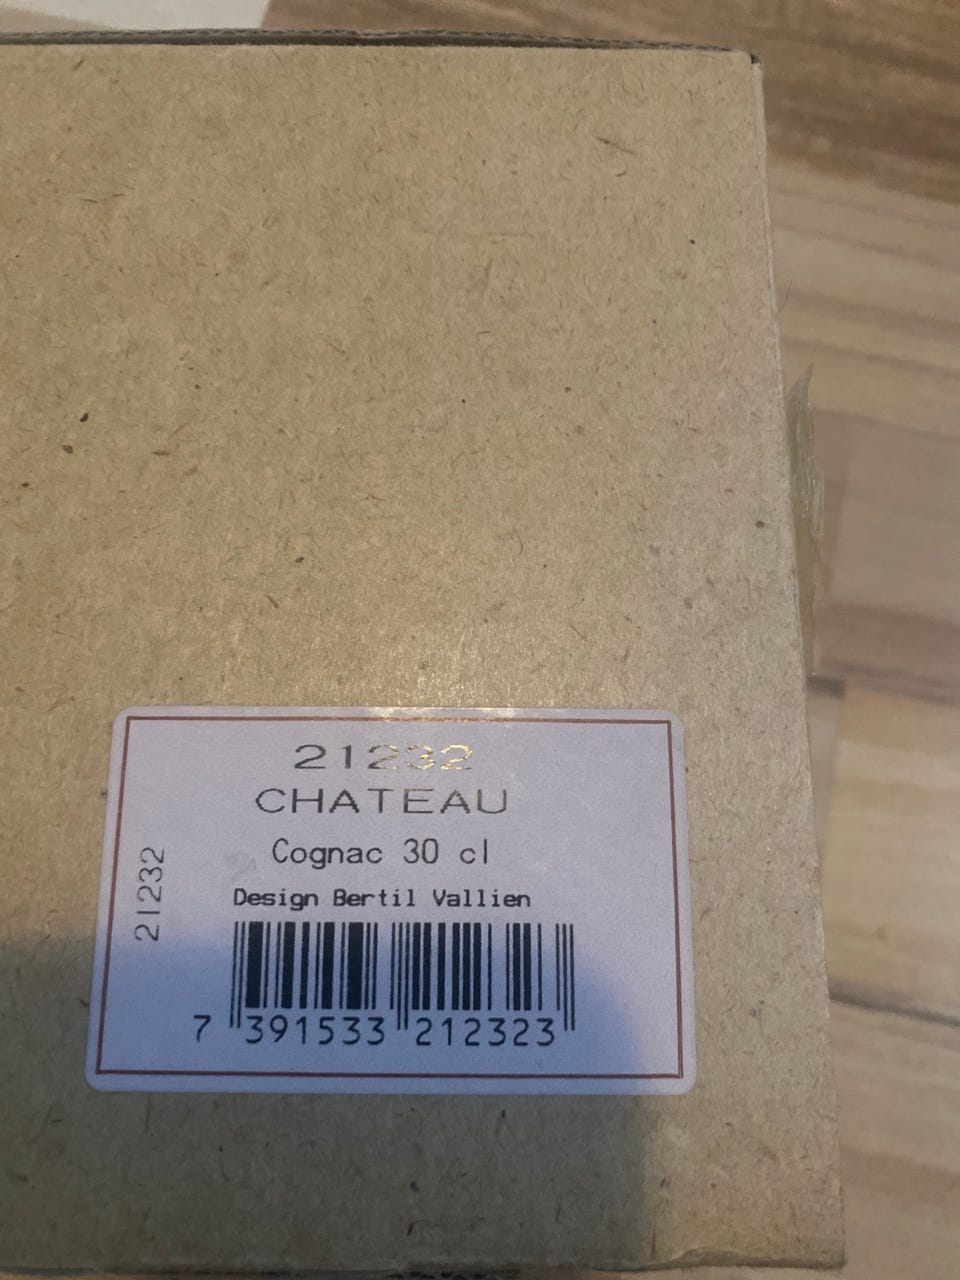 21232
CHATEAU
Cognac 30 cl
Design Bertil Vallien
21232
7 391533 212323